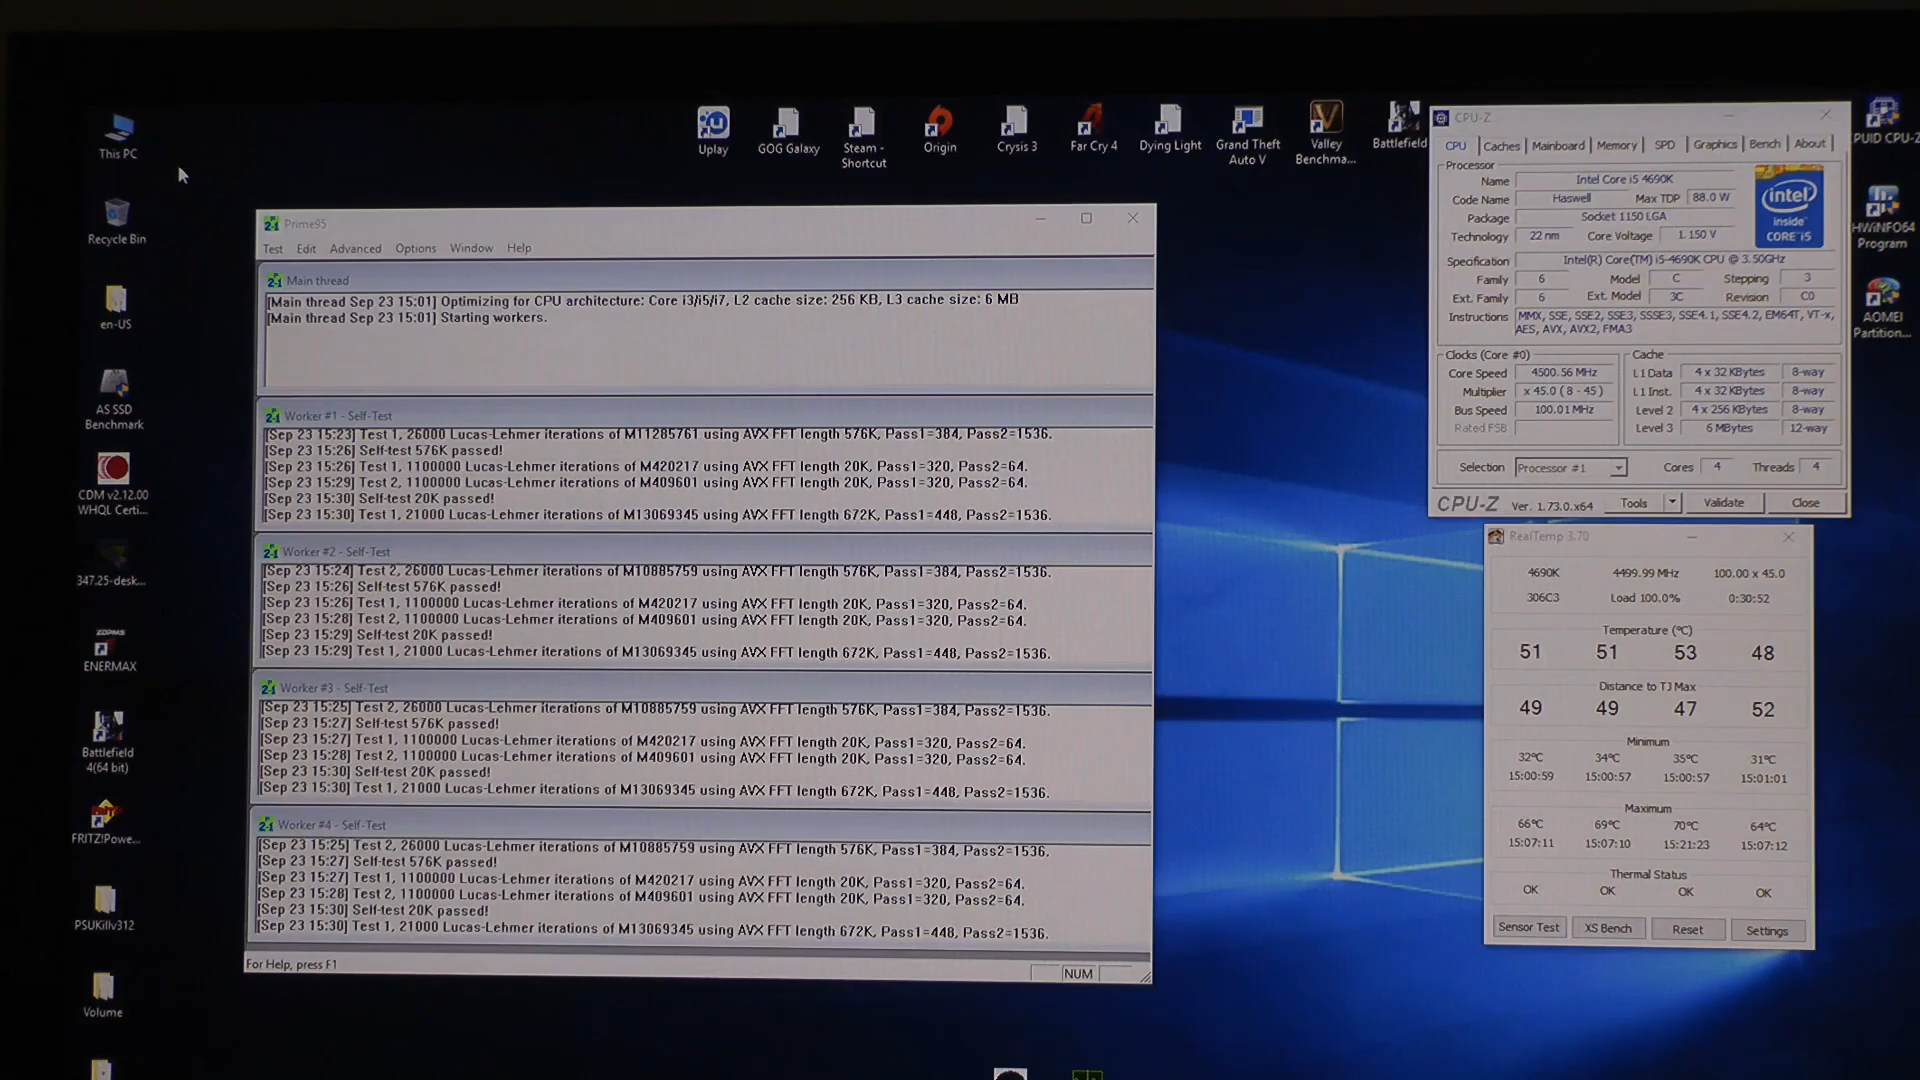 This PC
Recycle Bin
en-US
AS SSD
Benchmark
CDM v2.12.00
WHQL Certi...
347.25-desk...
ENERMAX
Battlefield
4(64 bit)
FRITZ!Powe...
PSUKillv312
Volume
Uplay
GOG Galaxy
Steam -
Shortcut
Origin
Crysis 3
Far Cry 4
Dying Light
Grand Theft
Auto V
Valley
Benchma...
Battlefield
PUID CPU-Z
HWiNFO64
Program
AOMEI
Partition...
Prime95
Test Edit Advanced Options Window Help
Main thread
[Main thread Sep 23 15:01] Optimizing for CPU architecture: Core i3/i5/i7, L2 cache size: 256 KB, L3 cache size: 6 MB
[Main thread Sep 23 15:01] Starting workers.
Worker #1 - Self-Test
[Sep 23 15:23] Test 1, 26000 Lucas-Lehmer iterations of M11285761 using AVX FFT length 576K, Pass1=384, Pass2=1536.
[Sep 23 15:26] Self-test 576K passed!
[Sep 23 15:26] Test 1, 1100000 Lucas-Lehmer iterations of M420217 using AVX FFT length 20K, Pass1=320, Pass2=64.
[Sep 23 15:29] Test 2, 1100000 Lucas-Lehmer iterations of M409601 using AVX FFT length 20K, Pass1=320, Pass2=64.
[Sep 23 15:30] Self-test 20K passed!
[Sep 23 15:30] Test 1, 21000 Lucas-Lehmer iterations of M13069345 using AVX FFT length 672K, Pass1=448, Pass2=1536.
Worker #2 - Self-Test
[Sep 23 15:24] Test 2, 26000 Lucas-Lehmer iterations of M10885759 using AVX FFT length 576K, Pass1=384, Pass2=1536.
[Sep 23 15:26] Self-test 576K passed!
[Sep 23 15:26] Test 1, 1100000 Lucas-Lehmer iterations of M420217 using AVX FFT length 20K, Pass1=320, Pass2=64.
[Sep 23 15:28] Test 2, 1100000 Lucas-Lehmer iterations of M409601 using AVX FFT length 20K, Pass1=320, Pass2=64.
[Sep 23 15:29] Self-test 20K passed!
[Sep 23 15:29] Test 1, 21000 Lucas-Lehmer iterations of M13069345 using AVX FFT length 672K, Pass1=448, Pass2=1536.
Worker #3 - Self-Test
[Sep 23 15:25] Test 2, 26000 Lucas-Lehmer iterations of M10885759 using AVX FFT length 576K, Pass1=384, Pass2=1536.
[Sep 23 15:27] Self-test 576K passed!
[Sep 23 15:27] Test 1, 1100000 Lucas-Lehmer iterations of M420217 using AVX FFT length 20K, Pass1=320, Pass2=64.
[Sep 23 15:28] Test 2, 1100000 Lucas-Lehmer iterations of M409601 using AVX FFT length 20K, Pass1=320, Pass2=64.
[Sep 23 15:30] Self-test 20K passed!
[Sep 23 15:30] Test 1, 21000 Lucas-Lehmer iterations of M13069345 using AVX FFT length 672K, Pass1=448, Pass2=1536.
Worker #4 - Self-Test
[Sep 23 15:25] Test 2, 26000 Lucas-Lehmer iterations of M10885759 using AVX FFT length 576K, Pass1=384, Pass2=1536.
[Sep 23 15:27] Self-test 576K passed!
[Sep 23 15:27] Test 1, 1100000 Lucas-Lehmer iterations of M420217 using AVX FFT length 20K, Pass1=320, Pass2=64.
[Sep 23 15:28] Test 2, 1100000 Lucas-Lehmer iterations of M409601 using AVX FFT length 20K, Pass1=320, Pass2=64.
[Sep 23 15:30] Self-test 20K passed!
[Sep 23 15:30] Test 1, 21000 Lucas-Lehmer iterations of M13069345 using AVX FFT length 672K, Pass1=448, Pass2=1536.
For Help, press F1
NUM
CPU-Z
CPU Caches Mainboard Memory SPD Graphics Bench About
Processor
Name Intel Core i5 4690K
Code Name Haswell Max TDP 88.0 W
Package Socket 1150 LGA
Technology 22 nm Core Voltage 1.150 V
intel
inside
CORE i5
Specification Intel(R) Core(TM) i5-4690K CPU @ 3.50GHz
Family 6 Model C Stepping 3
Ext. Family 6 Ext. Model 3C Revision C0
Instructions MMX, SSE, SSE2, SSE3, SSSE3, SSE4.1, SSE4.2, EM64T, VT-x,
AES, AVX, AVX2, FMA3
Clocks (Core #0)
Core Speed 4500.56 MHz
Multiplier x 45.0 ( 8 - 45 )
Bus Speed 100.01 MHz
Rated FSB
Cache
L1 Data 4 x 32 KBytes 8-way
L1 Inst. 4 x 32 KBytes 8-way
Level 2 4 x 256 KBytes 8-way
Level 3 6 MBytes 12-way
Selection Processor #1 Cores 4 Threads 4
CPU-Z Ver. 1.73.0.x64 Tools Validate Close
RealTemp 3.70
4690K 4499.99 MHz 100.00 x 45.0
306C3 Load 100.0% 0:30:52
Temperature (°C)
51 51 53 48
Distance to TJ Max
49 49 47 52
Minimum
32°C 34°C 35°C 31°C
15:00:59 15:00:57 15:00:57 15:01:01
Maximum
66°C 69°C 70°C 64°C
15:07:11 15:07:10 15:21:23 15:07:12
Thermal Status
OK OK OK OK
Sensor Test XS Bench Reset Settings